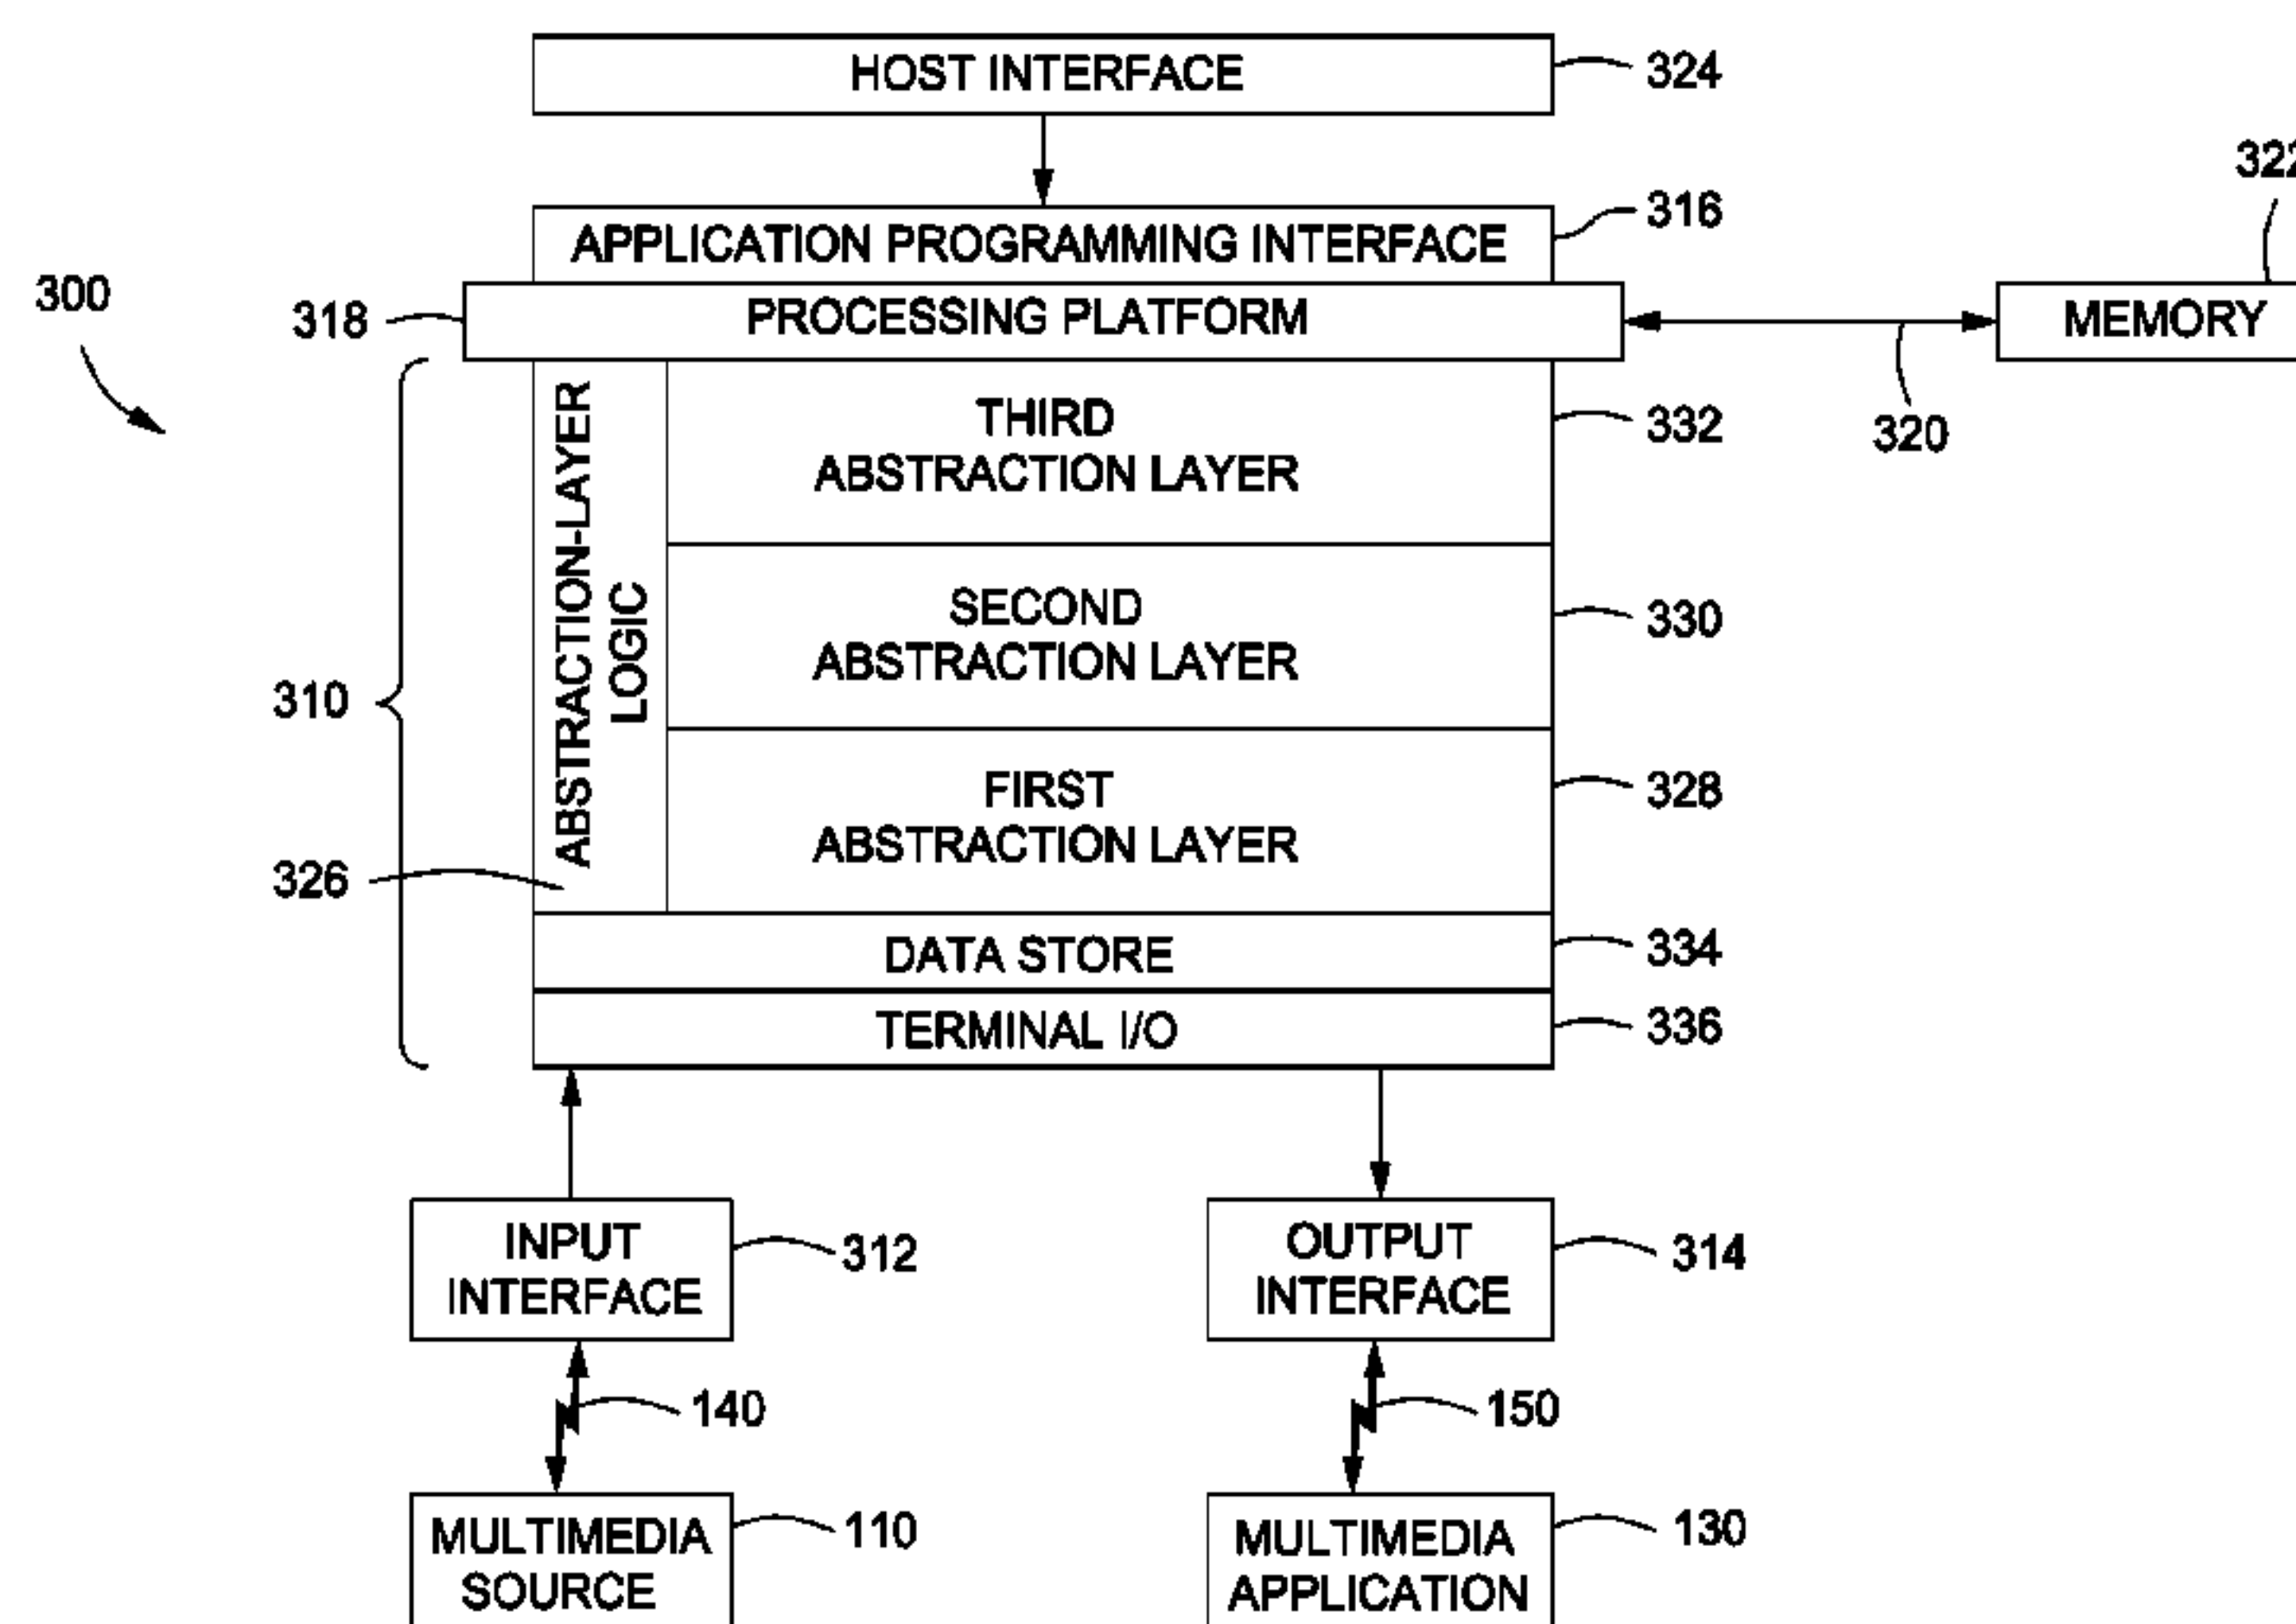 HOST INTERFACE
324
322
APPLICATION PROGRAMMING INTERFACE
316
300
318
PROCESSING PLATFORM
MEMORY
320
ABSTRACTION-LAYER
LOGIC
THIRD
ABSTRACTION LAYER
332
SECOND
ABSTRACTION LAYER
330
310
FIRST
ABSTRACTION LAYER
328
326
DATA STORE
334
TERMINAL I/O
336
INPUT
INTERFACE
312
OUTPUT
INTERFACE
314
140
150
MULTIMEDIA
SOURCE
110
MULTIMEDIA
APPLICATION
130